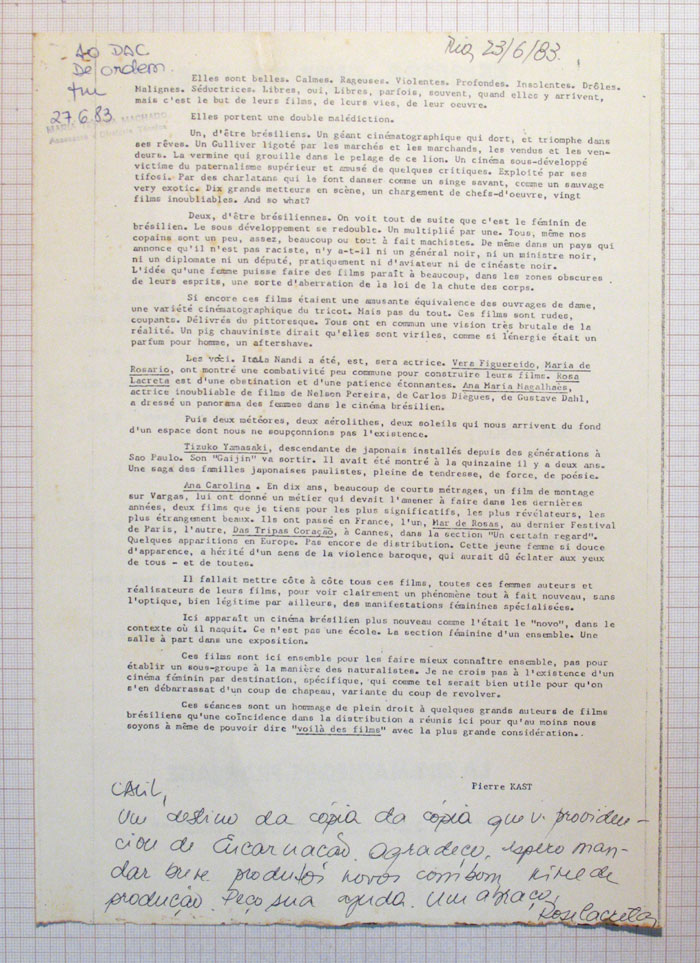 Rio, 23/6/83.
AO DAC
De ordem
27.6.83
Elles sont belles. Calmes. Rageuses. Violentes. Profondes. Insolentes. Drôles.
Malignes. Séductrices. Libres, oui, Libres, parfois, souvent, quand elles y arrivent,
mais c'est le but de leurs films, de leurs vies, de leur oeuvre.
Elles portent une double malédiction.
Un, d'être brésiliens. Un géant cinématographique qui dort, et triomphe dans
ses rêves. Un Gulliver ligoté par les marchés et les marchands, les vendus et les ven-
deurs. La vermine qui grouille dans le pelage de ce lion. Un cinéma sous-développé
victime du paternalisme supérieur et amusé de quelques critiques. Exploité par ses
tifosi. Par des charlatans qui le font danser comme un singe savant, comme un sauvage
very exotic. Dix grands metteurs en scène, un chargement de chefs-d'oeuvre, vingt
films inoubliables. And so what?
Deux, d'être brésiliennes. On voit tout de suite que c'est le féminin de
brésilien. Le sous développement se redouble. Un multiplié par une. Tous, même nos
copains sont un peu, assez, beaucoup ou tout à fait machistes. De même dans un pays qui
annonce qu'il n'est pas raciste, n'y a-t-il ni un général noir, ni un ministre noir,
ni un diplomate ni un député, pratiquement ni d'aviateur ni de cinéaste noir.
L'idée qu'une femme puisse faire des films paraît à beaucoup, dans les zones obscures
de leurs esprits, une sorte d'aberration de la loi de la chute des corps.
Si encore ces films étaient une amusante équivalence des ouvrages de dame,
une variété cinématographique du tricot. Mais pas du tout. Ces films sont rudes,
coupants. Délivrés du pittoresque. Tous ont en commun une vision très brutale de la
réalité. Un pig chauviniste dirait qu'elles sont viriles, comme si l'énergie était un
parfum pour homme, un aftershave.
Les voci. Itala Nandi a été, est, sera actrice. Vera Figuereido, Maria de
Rosario, ont montré une combativité peu commune pour construire leurs films. Rosa
Lacreta est d'une obstination et d'une patience étonnantes. Ana Maria Magalhaès,
actrice inoubliable de films de Nelson Pereira, de Carlos Diègues, de Gustave Dahl,
a dressé un panorama des femmes dans le cinéma brésilien.
Puis deux météores, deux aérolithes, deux soleils qui nous arrivent du fond
d'un espace dont nous ne soupçonnions pas l'existence.
Tizuko Yamasaki, descendante de japonais installés depuis des générations à
Sao Paulo. Son "Gaijin" va sortir. Il avait été montré à la quinzaine il y a deux ans.
Une saga des familles japonaises paulistes, pleine de tendresse, de force, de poésie.
Ana Carolina . En dix ans, beaucoup de courts métrages, un film de montage
sur Vargas, lui ont donné un métier qui devait l'amener à faire dans les dernières
années, deux films que je tiens pour les plus significatifs, les plus révélateurs, les
plus étrangement beaux. Ils ont passé en France, l'un, Mar de Rosas, au dernier Festival
de Paris, l'autre, Das Tripas Coração, à Cannes, dans la section "Un certain regard".
Quelques apparitions en Europe. Pas encore de distribution. Cette jeune femme si douce
d'apparence, a hérité d'un sens de la violence baroque, qui aurait dû éclater aux yeux
de tous - et de toutes.
Il fallait mettre côte à côte tous ces films, toutes ces femmes auteurs et
réalisateurs de leurs films, pour voir clairement un phénomène tout à fait nouveau, sans
l'optique, bien légitime par ailleurs, des manifestations féminines spécialisées.
Ici apparaît un cinéma brésilien plus nouveau comme l'était le "novo", dans le
contexte où il naquit. Ce n'est pas une école. La section féminine d'un ensemble. Une
salle à part dans une exposition.
Ces films sont ici ensemble pour les faire mieux connaître ensemble, pas pour
établir un sous-groupe à la manière des naturalistes. Je ne crois pas à l'existence d'un
cinéma féminin par destination, spécifique, qui comme tel serait bien utile pour qu'on
s'en débarrassat d'un coup de chapeau, variante du coup de revolver.
Ces séances sont un hommage de plein droit à quelques grands auteurs de films
brésiliens qu'une coïncidence dans la distribution a réunis ici pour qu'au moins nous
soyons à même de pouvoir dire "voilà des films" avec la plus grande considération..
Pierre KAST
Calil,
Um destino da cópia da cópia que v. providen-
ciou de Encarnação. agradeço. espero man-
dar produtos novos com bom nível de
produção. Peço sua ajuda. Um abraço,
Rose Lacreta